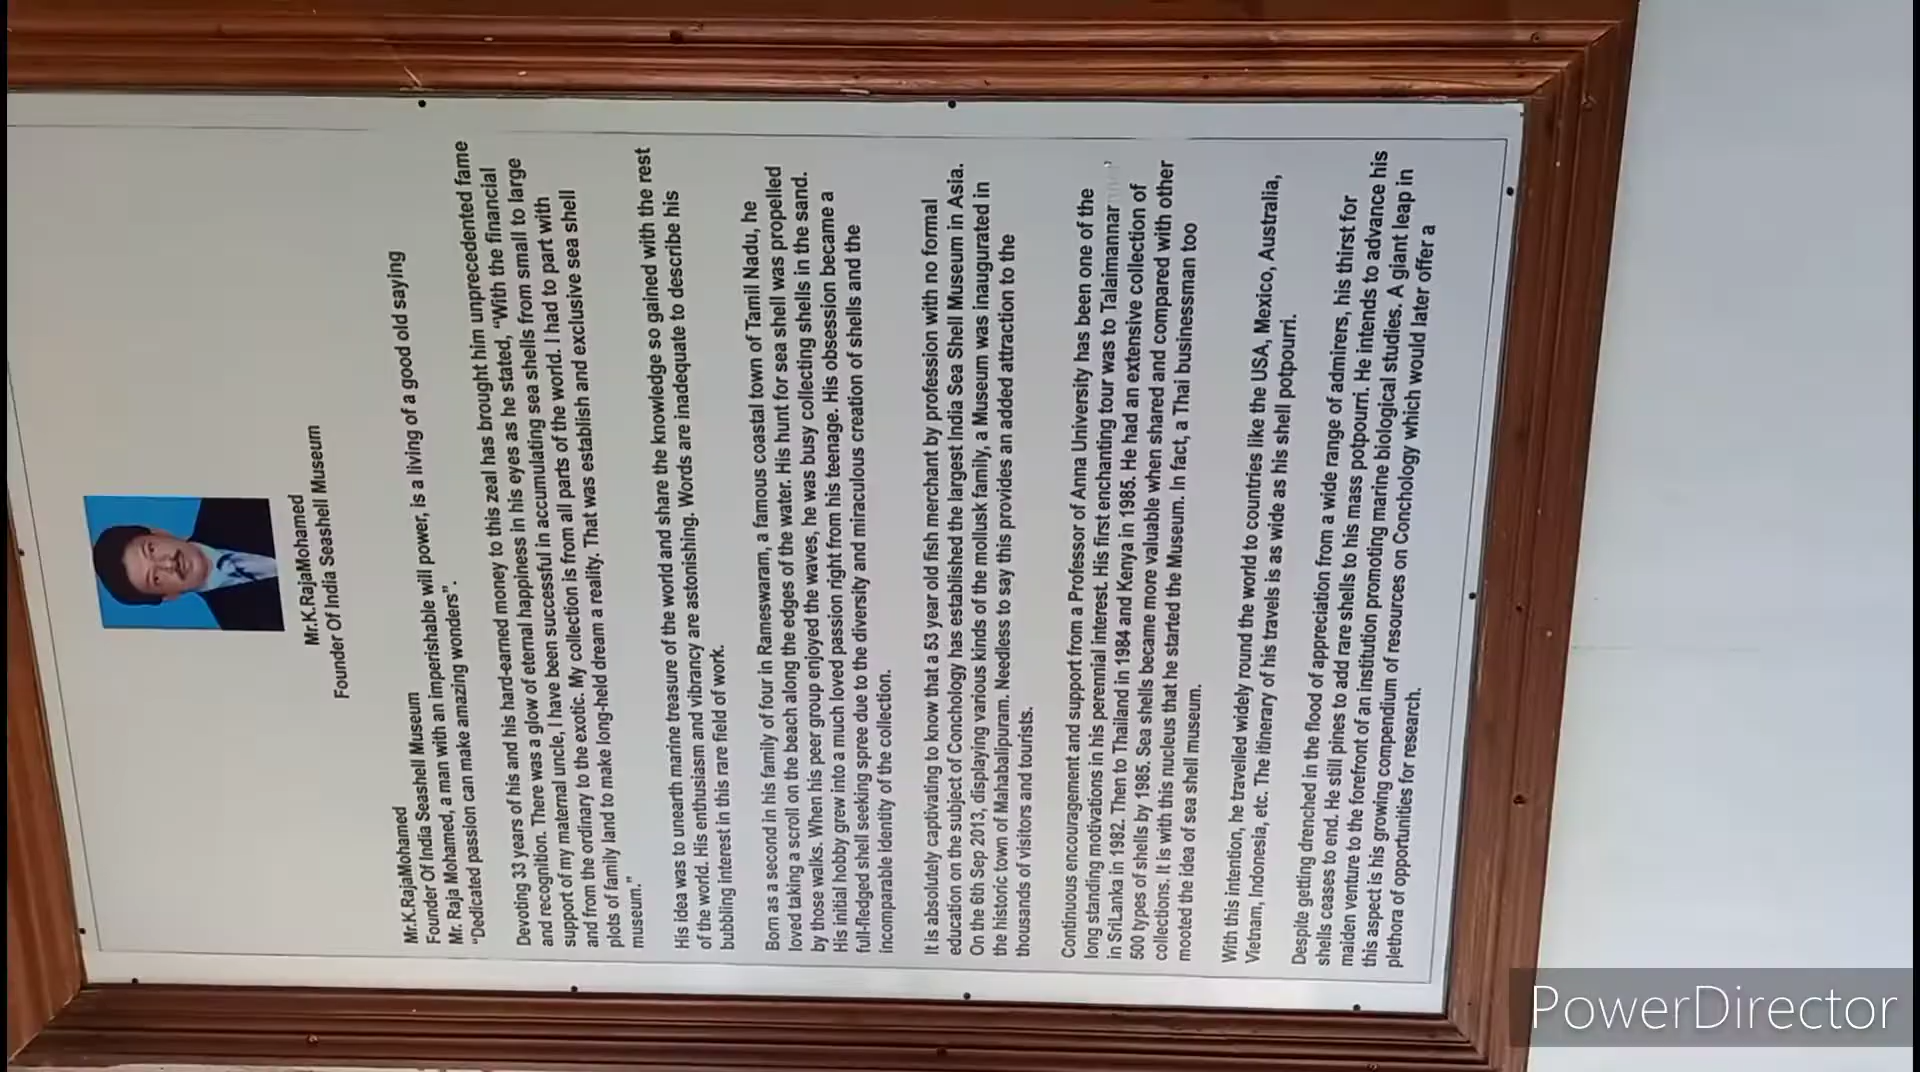 Mr.K.RajaMohamed
Founder Of India Seashell Museum
Mr.K.RajaMohamed
Founder Of India Seashell Museum
Mr. Raja Mohamed, a man with an imperishable will power, is a living of a good old saying
“Dedicated passion can make amazing wonders”.
Devoting 33 years of his and his hard-earned money to this zeal has brought him unprecedented fame
and recognition. There was a glow of eternal happiness in his eyes as he stated, “With the financial
support of my maternal uncle, I have been successful in accumulating sea shells from small to large
and from the ordinary to the exotic. My collection is from all parts of the world. I had to part with
plots of family land to make long-held dream a reality. That was establish and exclusive sea shell
museum.”
His idea was to unearth marine treasure of the world and share the knowledge so gained with the rest
of the world. His enthusiasm and vibrancy are astonishing. Words are inadequate to describe his
bubbling interest in this rare field of work.
Born as a second in his family of four in Rameswaram, a famous coastal town of Tamil Nadu, he
loved taking a scroll on the beach along the edges of the water. His hunt for sea shell was propelled
by those walks. When his peer group enjoyed the waves, he was busy collecting shells in the sand.
His initial hobby grew into a much loved passion right from his teenage. His obsession became a
full-fledged shell seeking spree due to the diversity and miraculous creation of shells and the
incomparable identity of the collection.
It is absolutely captivating to know that a 53 year old fish merchant by profession with no formal
education on the subject of Conchology has established the largest India Sea Shell Museum in Asia.
On the 6th Sep 2013, displaying various kinds of the mollusk family, a Museum was inaugurated in
the historic town of Mahabalipuram. Needless to say this provides an added attraction to the
thousands of visitors and tourists.
Continuous encouragement and support from a Professor of Anna University has been one of the
long standing motivations in his perennial interest. His first enchanting tour was to Talaimannar
in SriLanka in 1982. Then to Thailand in 1984 and Kenya in 1985. He had an extensive collection of
500 types of shells by 1985. Sea shells became more valuable when shared and compared with other
collections. It is with this nucleus that he started the Museum. In fact, a Thai businessman too
mooted the idea of sea shell museum.
With this intention, he travelled widely round the world to countries like the USA, Mexico, Australia,
Vietnam, Indonesia, etc. The itinerary of his travels is as wide as his shell potpourri.
Despite getting drenched in the flood of appreciation from a wide range of admirers, his thirst for
shells ceases to end. He still pines to add rare shells to his mass potpourri. He intends to advance his
maiden venture to the forefront of an institution promoting marine biological studies. A giant leap in
this aspect is his growing compendium of resources on Conchology which would later offer a
plethora of opportunities for research.
PowerDirector